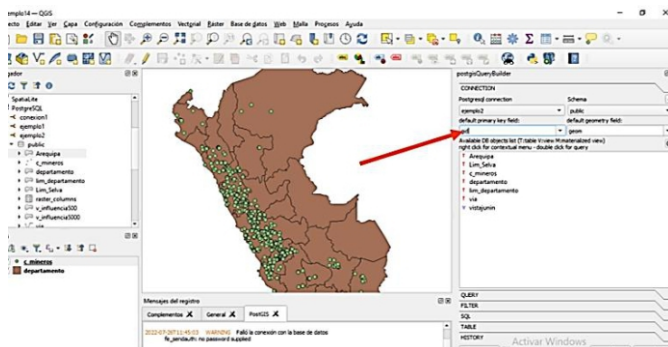 emplo14 — QGIS
ecto Editar Ver Capa Configuración Complementos Vectorial Ráster Base de datos Web Malla Procesos Ayuda
SpatiaLite
PostgreSQL
conexion1
ejemplo1
ejemplo2
public
Arequipa
c_mineros
departamento
lim_departamento
Lim_Selva
raster_columns
v_influencia500
v_influencia5000
via
c_mineros
departamento
Mensajes del registro
Complementos General PostGIS
2022-07-26T11:45:03 WARNING Falló la conexión con la base de datos
fe_sendauth: no password supplied
postgisQueryBuilder
CONNECTION
Postgresql connection Schema
ejemplo2 public
default primary key field: default geometry field:
geom
Available DB objects list (T:table V:view M:materialized view)
right click for contextual menu - double click for query
T Arequipa
T Lim_Selva
T c_mineros
T departamento
T lim_departamento
T via
V vistajunin
QUERY
FILTER
SQL
TABLE
HISTORY
Activar Windows